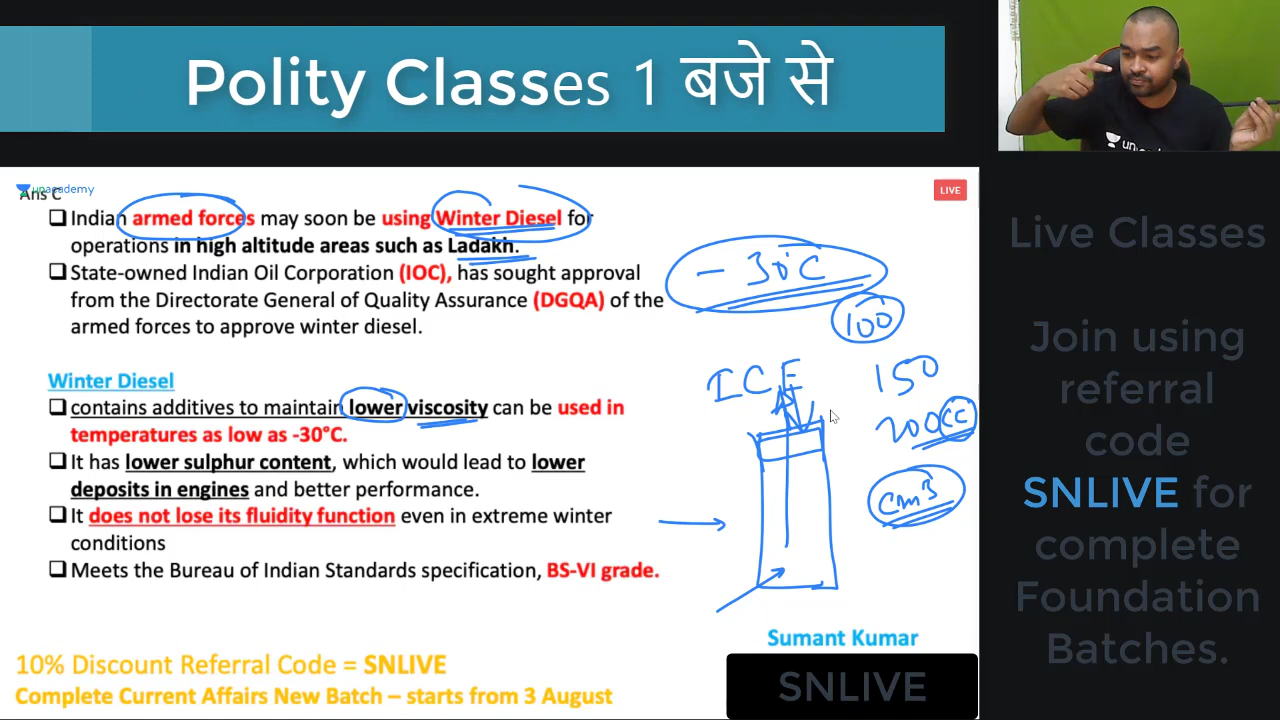 Polity Classes 1 बजे से
Ans C
unacademy
LIVE
❑ Indian armed forces may soon be using Winter Diesel for
operations in high altitude areas such as Ladakh.
❑ State-owned Indian Oil Corporation (IOC), has sought approval
from the Directorate General of Quality Assurance (DGQA) of the
armed forces to approve winter diesel.
Winter Diesel
❑ contains additives to maintain lower viscosity can be used in
temperatures as low as -30°C.
❑ It has lower sulphur content, which would lead to lower
deposits in engines and better performance.
❑ It does not lose its fluidity function even in extreme winter
conditions
❑ Meets the Bureau of Indian Standards specification, BS-VI grade.
-30°C
100
ICE
150
200cc
cm³
Sumant Kumar
SNLIVE
10% Discount Referral Code = SNLIVE
Complete Current Affairs New Batch – starts from 3 August
Live Classes
Join using
referral
code
SNLIVE for
complete
Foundation
Batches.